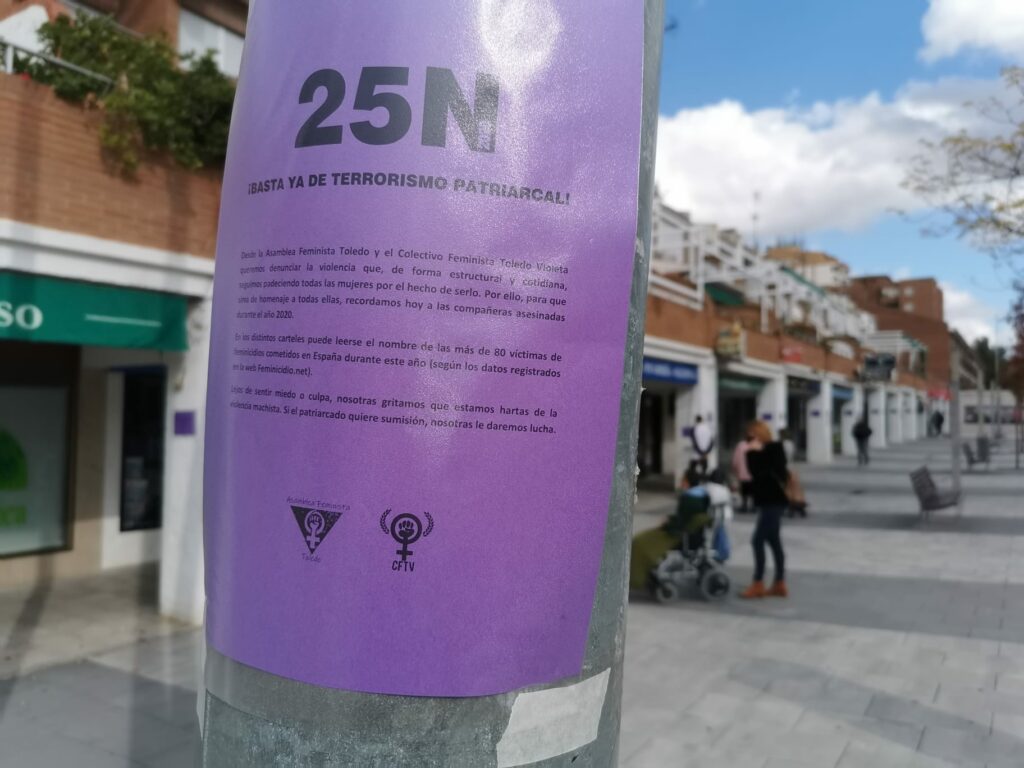 25N
¡BASTA YA DE TERRORISMO PATRIARCAL!
Desde la Asamblea Feminista Toledo y el Colectivo Feminista Toledo Violeta
queremos denunciar la violencia que, de forma estructural y cotidiana,
seguimos padeciendo todas las mujeres por el hecho de serlo. Por ello, para que
sirva de homenaje a todas ellas, recordamos hoy a las compañeras asesinadas
durante el año 2020.
En los distintos carteles puede leerse el nombre de las más de 80 víctimas de
feminicidios cometidos en España durante este año (según los datos registrados
en la web Feminicidio.net).
Lejos de sentir miedo o culpa, nosotras gritamos que estamos hartas de la
violencia machista. Si el patriarcado quiere sumisión, nosotras le daremos lucha.
Asamblea Feminista
Toledo
CFTV
so